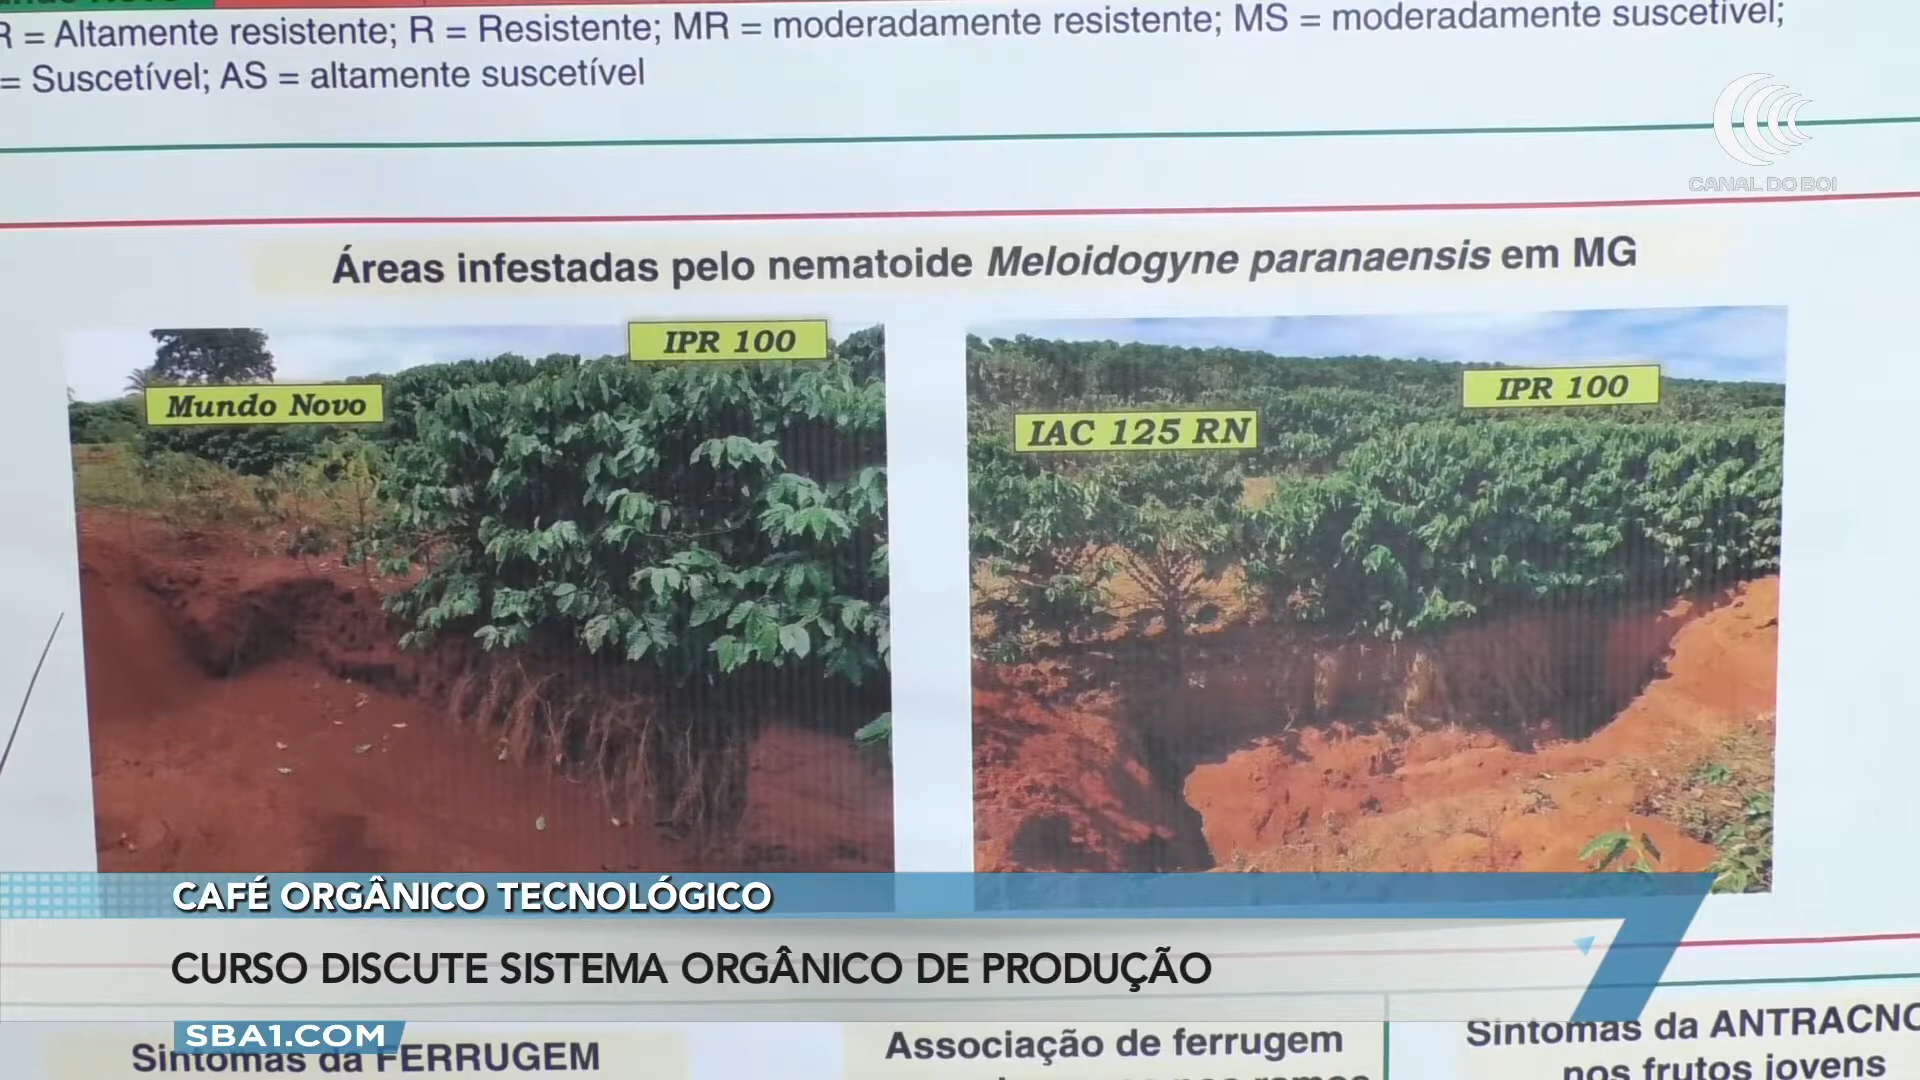 R = Altamente resistente; R = Resistente; MR = moderadamente resistente; MS = moderadamente suscetível;
= Suscetível; AS = altamente suscetível
CANAL DO BOI
Áreas infestadas pelo nematoide Meloidogyne paranaensis em MG
IPR 100
Mundo Novo
IPR 100
IAC 125 RN
CAFÉ ORGÂNICO TECNOLÓGICO
CURSO DISCUTE SISTEMA ORGÂNICO DE PRODUÇÃO
SBA1.COM
Sintomas da FERRUGEM
Associação de ferrugem
Sintomas da ANTRACNO
nos frutos jovens